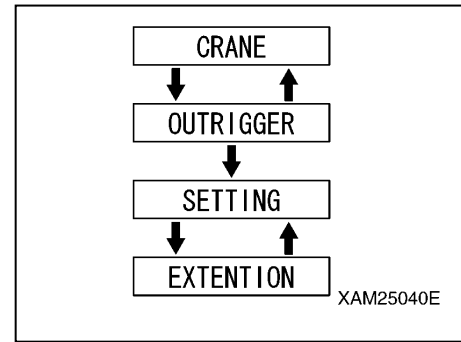 CRANE
OUTRIGGER
SETTING
EXTENTION
XAM25040E